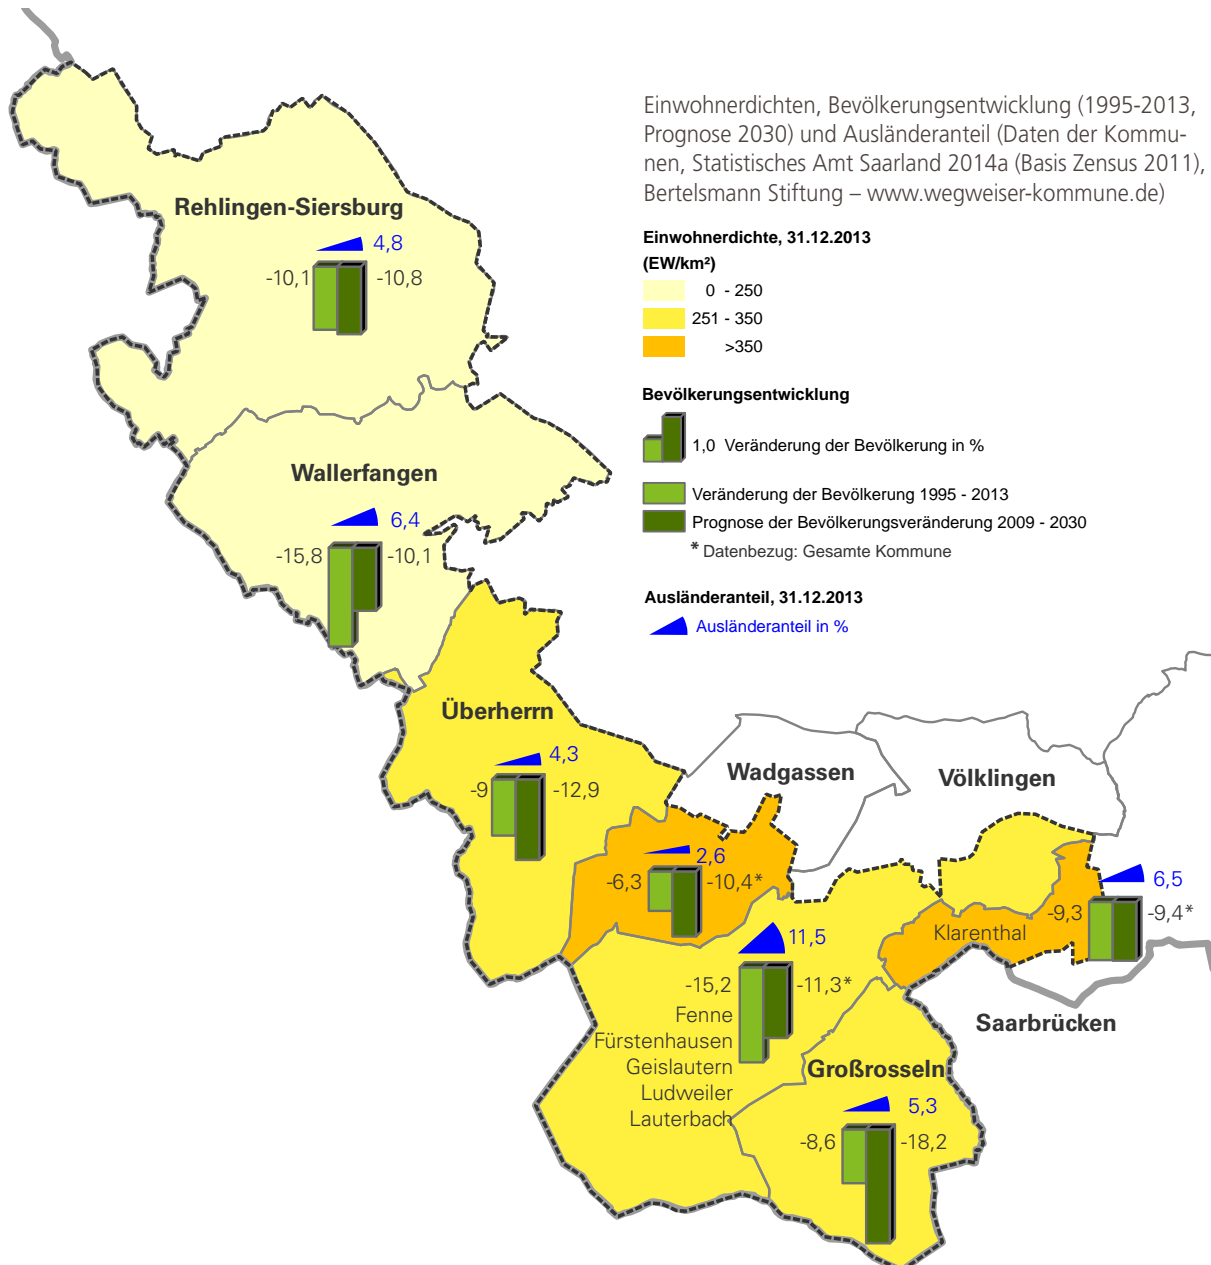 Einwohnerdichten, Bevölkerungsentwicklung (1995-2013,
Prognose 2030) und Ausländeranteil (Daten der Kommu-
nen, Statistisches Amt Saarland 2014a (Basis Zensus 2011),
Bertelsmann Stiftung – www.wegweiser-kommune.de)
Einwohnerdichte, 31.12.2013
(EW/km²)
0 - 250
251 - 350
>350
Bevölkerungsentwicklung
1,0 Veränderung der Bevölkerung in %
Veränderung der Bevölkerung 1995 - 2013
Prognose der Bevölkerungsveränderung 2009 - 2030
* Datenbezug: Gesamte Kommune
Ausländeranteil, 31.12.2013
Ausländeranteil in %
Rehlingen-Siersburg
4,8
-10,1 -10,8
Wallerfangen
6,4
-15,8 -10,1
Überherrn
4,3
-9 -12,9
Wadgassen
2,6
-6,3 -10,4*
Völklingen
11,5
-15,2 -11,3*
Fenne
Fürstenhausen
Geislautern
Ludweiler
Lauterbach
6,5
-9,3 -9,4*
Klarenthal
Saarbrücken
Großrosseln
5,3
-8,6 -18,2